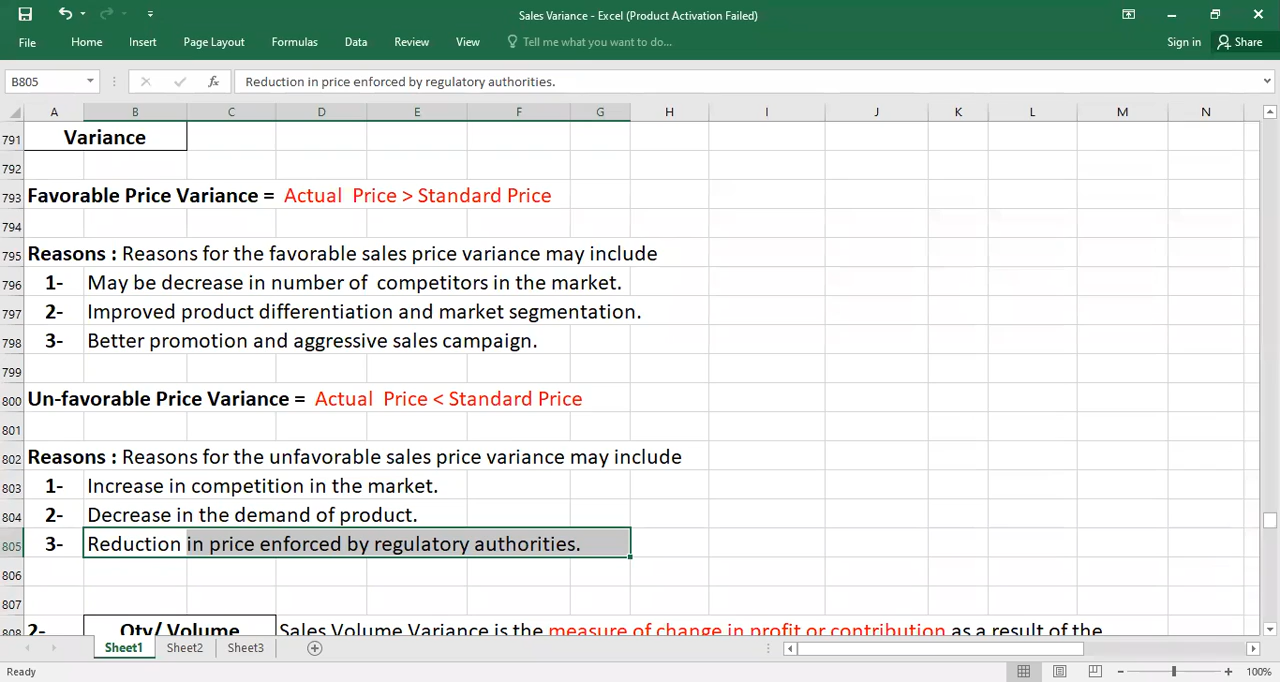 Sales Variance - Excel (Product Activation Failed)
File Home Insert Page Layout Formulas Data Review View Tell me what you want to do... Sign in Share
B805 fx Reduction in price enforced by regulatory authorities.
A B C D E F G H I J K L M N
791 Variance
792
793 Favorable Price Variance = Actual Price > Standard Price
794
795 Reasons : Reasons for the favorable sales price variance may include
796 1- May be decrease in number of competitors in the market.
797 2- Improved product differentiation and market segmentation.
798 3- Better promotion and aggressive sales campaign.
799
800 Un-favorable Price Variance = Actual Price < Standard Price
801
802 Reasons : Reasons for the unfavorable sales price variance may include
803 1- Increase in competition in the market.
804 2- Decrease in the demand of product.
805 3- Reduction in price enforced by regulatory authorities.
806
807
808 2- Qty/ Volume Sales Volume Variance is the measure of change in profit or contribution as a result of the
Sheet1 Sheet2 Sheet3
Ready 100%